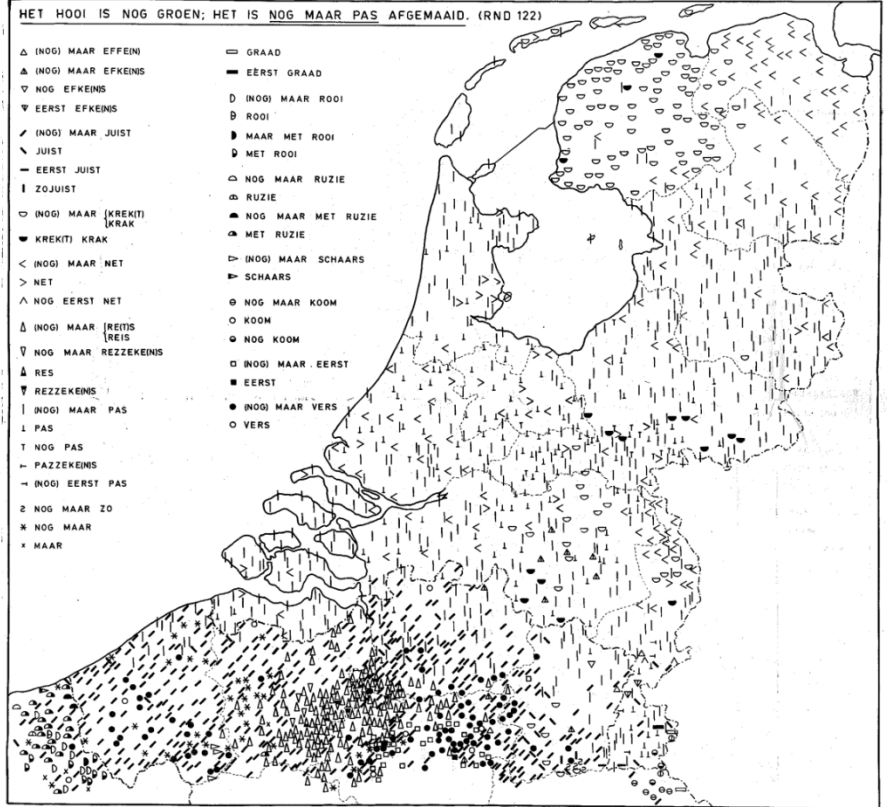 HET HOOI IS NOG GROEN; HET IS NOG MAAR PAS AFGEMAAID. (RND 122)
(NOG) MAAR EFFE(N)
(NOG) MAAR EFKE(N)S
NOG EFKE(N)S
EERST EFKE(N)S
(NOG) MAAR JUIST
JUIST
EERST JUIST
ZOJUIST
(NOG) MAAR {KREK(T)
{KRAK
KREK(T) KRAK
(NOG) MAAR NET
NET
NOG EERST NET
(NOG) MAAR {RE(T)S
{REIS
NOG MAAR REZZEKE(N)S
RES
REZZEKE(N)S
(NOG) MAAR PAS
PAS
NOG PAS
PAZZEKE(N)S
(NOG) EERST PAS
NOG MAAR ZO
NOG MAAR
MAAR
GRAAD
EERST GRAAD
(NOG) MAAR ROOI
ROOI
MAAR MET ROOI
MET ROOI
NOG MAAR RUZIE
RUZIE
NOG MAAR MET RUZIE
MET RUZIE
(NOG) MAAR SCHAARS
SCHAARS
NOG MAAR KOOM
KOOM
NOG KOOM
(NOG) MAAR EERST
EERST
(NOG) MAAR VERS
VERS